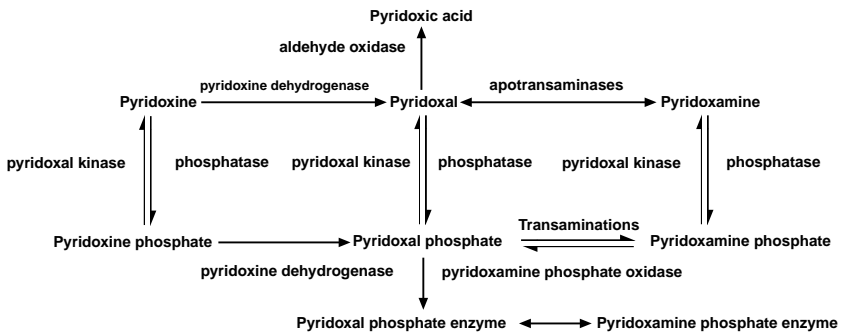 Pyridoxic acid
aldehyde oxidase
pyridoxine dehydrogenase
apotransaminases
Pyridoxine
Pyridoxal
Pyridoxamine
pyridoxal kinase
phosphatase
pyridoxal kinase
phosphatase
pyridoxal kinase
phosphatase
Transaminations
Pyridoxine phosphate
Pyridoxal phosphate
Pyridoxamine phosphate
pyridoxine dehydrogenase
pyridoxamine phosphate oxidase
Pyridoxal phosphate enzyme
Pyridoxamine phosphate enzyme